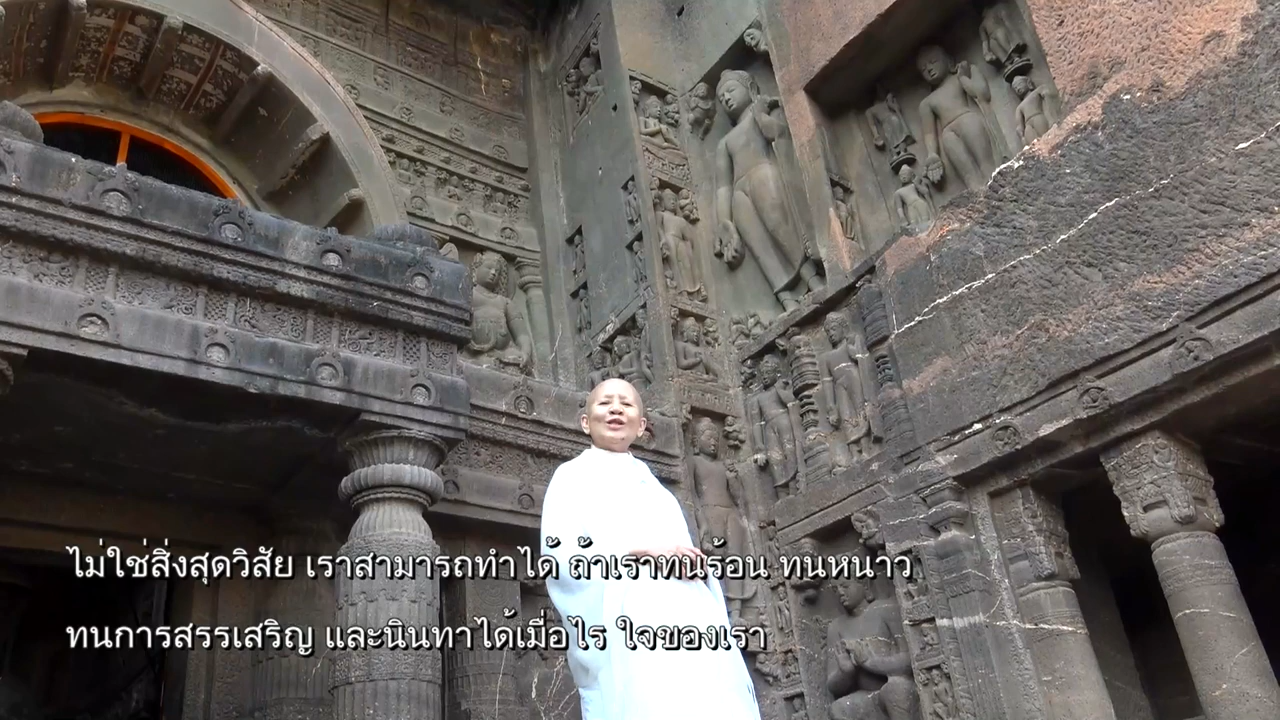 ไม่ใช่สิ่งสุดวิสัย เราสามารถทำได้ ถ้าเราทนร้อน ทนหนาว
ทนการสรรเสริญ และนินทาได้เมื่อไร ใจของเรา